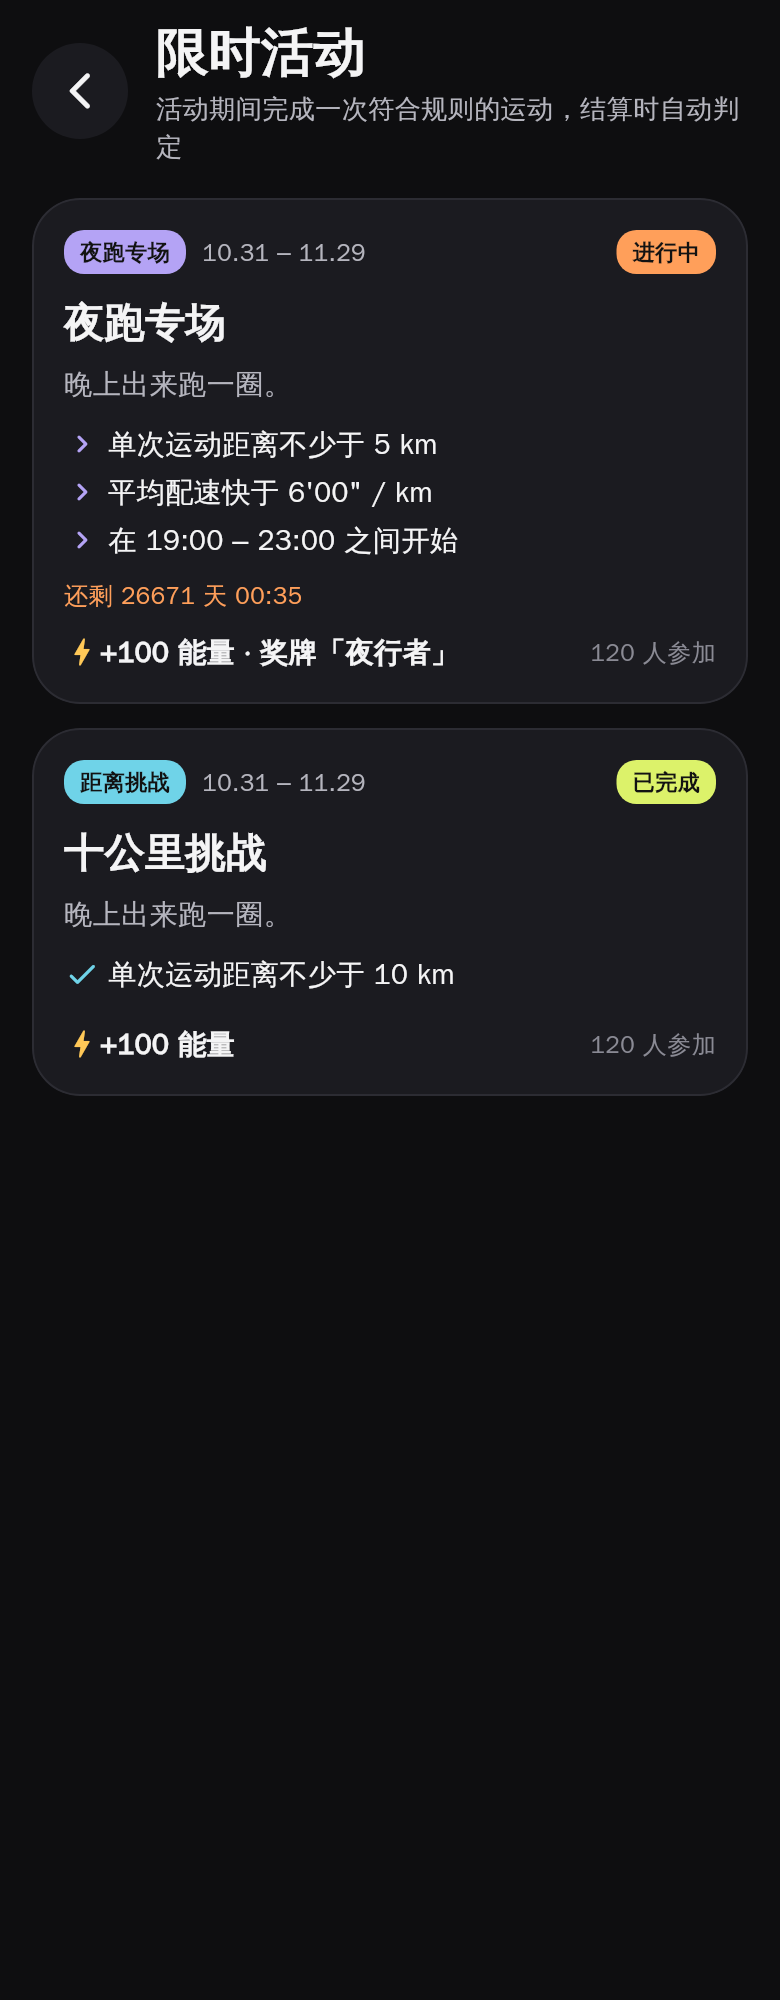 限时活动
活动期间完成一次符合规则的运动，结算时自动判
定
夜跑专场 10.31 – 11.29 进行中
夜跑专场
晚上出来跑一圈。
单次运动距离不少于 5 km
平均配速快于 6'00" / km
在 19:00 – 23:00 之间开始
还剩 26671 天 00:35
+100 能量 · 奖牌「夜行者」 120 人参加
距离挑战 10.31 – 11.29 已完成
十公里挑战
晚上出来跑一圈。
单次运动距离不少于 10 km
+100 能量 120 人参加